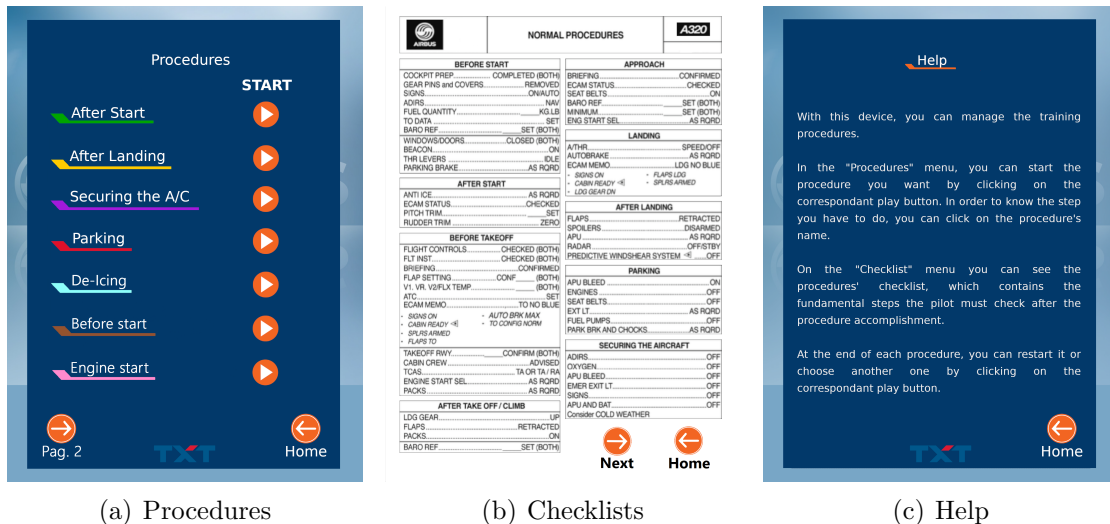 Procedures
START
After Start
After Landing
Securing the A/C
Parking
De-Icing
Before start
Engine start
Pag. 2
TXT
Home
(a) Procedures
AIRBUS
NORMAL PROCEDURES
A320
BEFORE START
COCKPIT PREP.................COMPLETED (BOTH)
GEAR PINS and COVERS.................REMOVED
SIGNS.................ON/AUTO
ADIRS.................NAV
FUEL QUANTITY.................____KG.LB
TO DATA.................SET
BARO REF.................____SET (BOTH)
WINDOWS/DOORS.................CLOSED (BOTH)
BEACON.................ON
THR LEVERS.................IDLE
PARKING BRAKE.................AS RQRD
AFTER START
ANTI ICE.................AS RQRD
ECAM STATUS.................CHECKED
PITCH TRIM.................____SET
RUDDER TRIM.................ZERO
BEFORE TAKEOFF
FLIGHT CONTROLS.................CHECKED (BOTH)
FLT INST.................CHECKED (BOTH)
BRIEFING.................CONFIRMED
FLAP SETTING.................CONF ____ (BOTH)
V1. VR. V2/FLX TEMP.................____ (BOTH)
ATC.................SET
ECAM MEMO.................TO NO BLUE
- SIGNS ON - AUTO BRK MAX
- CABIN READY - TO CONFIG NORM
- SPLRS ARMED
- FLAPS TO
TAKEOFF RWY.................____CONFIRM (BOTH)
CABIN CREW.................ADVISED
TCAS.................TA OR TA / RA
ENGINE START SEL.................AS RQRD
PACKS.................AS RQRD
AFTER TAKE OFF / CLIMB
LDG GEAR.................UP
FLAPS.................RETRACTED
PACKS.................ON
BARO REF.................____SET (BOTH)
APPROACH
BRIEFING.................CONFIRMED
ECAM STATUS.................CHECKED
SEAT BELTS.................ON
BARO REF.................____SET (BOTH)
MINIMUM.................____SET (BOTH)
ENG START SEL.................AS RQRD
LANDING
A/THR.................SPEED/OFF
AUTOBRAKE.................AS RQRD
ECAM MEMO.................LDG NO BLUE
- SIGNS ON - FLAPS LDG
- CABIN READY - SPLRS ARMED
- LDG GEAR DN
AFTER LANDING
FLAPS.................RETRACTED
SPOILERS.................DISARMED
APU.................AS RQRD
RADAR.................OFF/STBY
PREDICTIVE WINDSHEAR SYSTEM ....OFF
PARKING
APU BLEED.................ON
ENGINES.................OFF
SEAT BELTS.................OFF
EXT LT.................AS RQRD
FUEL PUMPS.................OFF
PARK BRK AND CHOCKS.................AS RQRD
SECURING THE AIRCRAFT
ADIRS.................OFF
OXYGEN.................OFF
APU BLEED.................OFF
EMER EXIT LT.................OFF
SIGNS.................OFF
APU AND BAT.................OFF
Consider COLD WEATHER
Next
Home
(b) Checklists
Help
With this device, you can manage the training
procedures.
In the "Procedures" menu, you can start the
procedure you want by clicking on the
correspondant play button. In order to know the step
you have to do, you can click on the procedure's
name.
On the "Checklist" menu you can see the
procedures' checklist, which contains the
fundamental steps the pilot must check after the
procedure accomplishment.
At the end of each procedure, you can restart it or
choose another one by clicking on the
correspondant play button.
TXT
Home
(c) Help